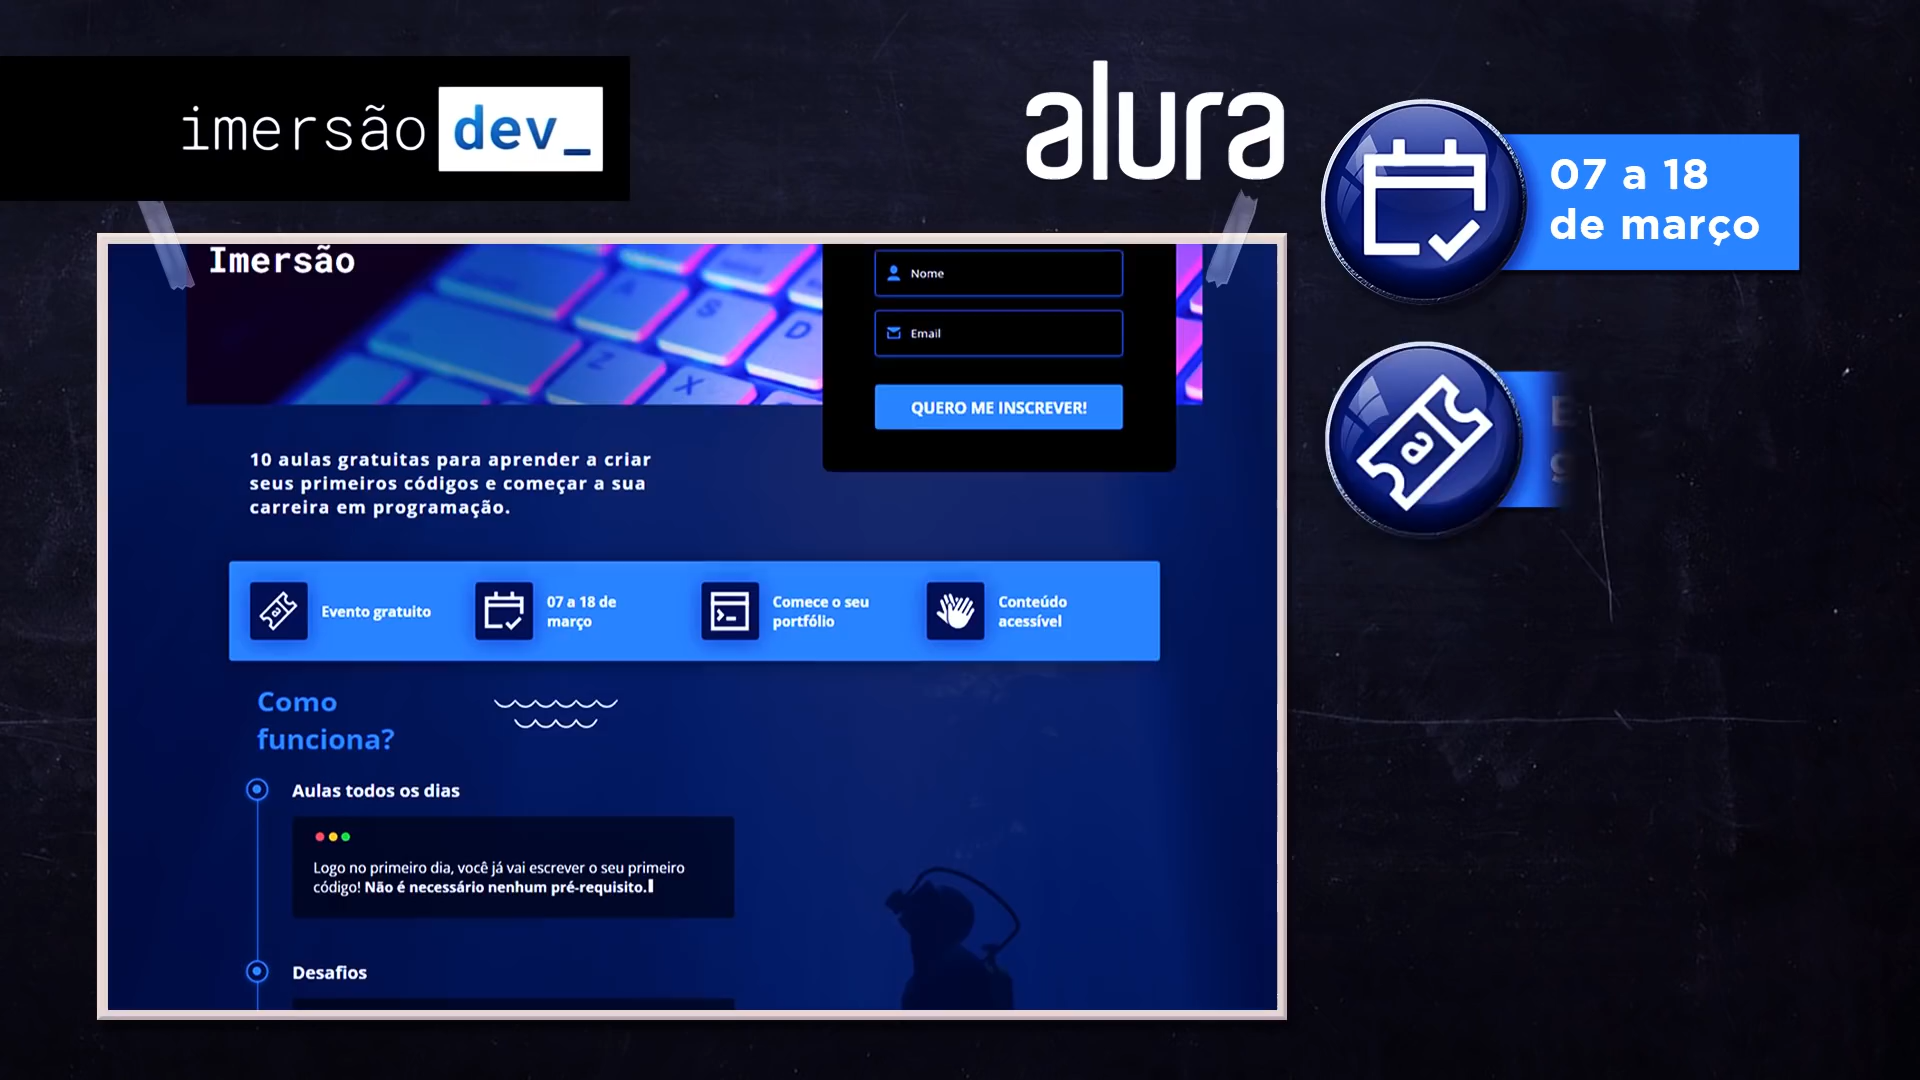 imersão dev_
alura
07 a 18
de março
Imersão
Nome
Email
QUERO ME INSCREVER!
10 aulas gratuitas para aprender a criar
seus primeiros códigos e começar a sua
carreira em programação.
Evento gratuito
07 a 18 de
março
Comece o seu
portfólio
Conteúdo
acessível
Como
funciona?
Aulas todos os dias
Logo no primeiro dia, você já vai escrever o seu primeiro
código! Não é necessário nenhum pré-requisito.
Desafios
A
S
D
Z
X